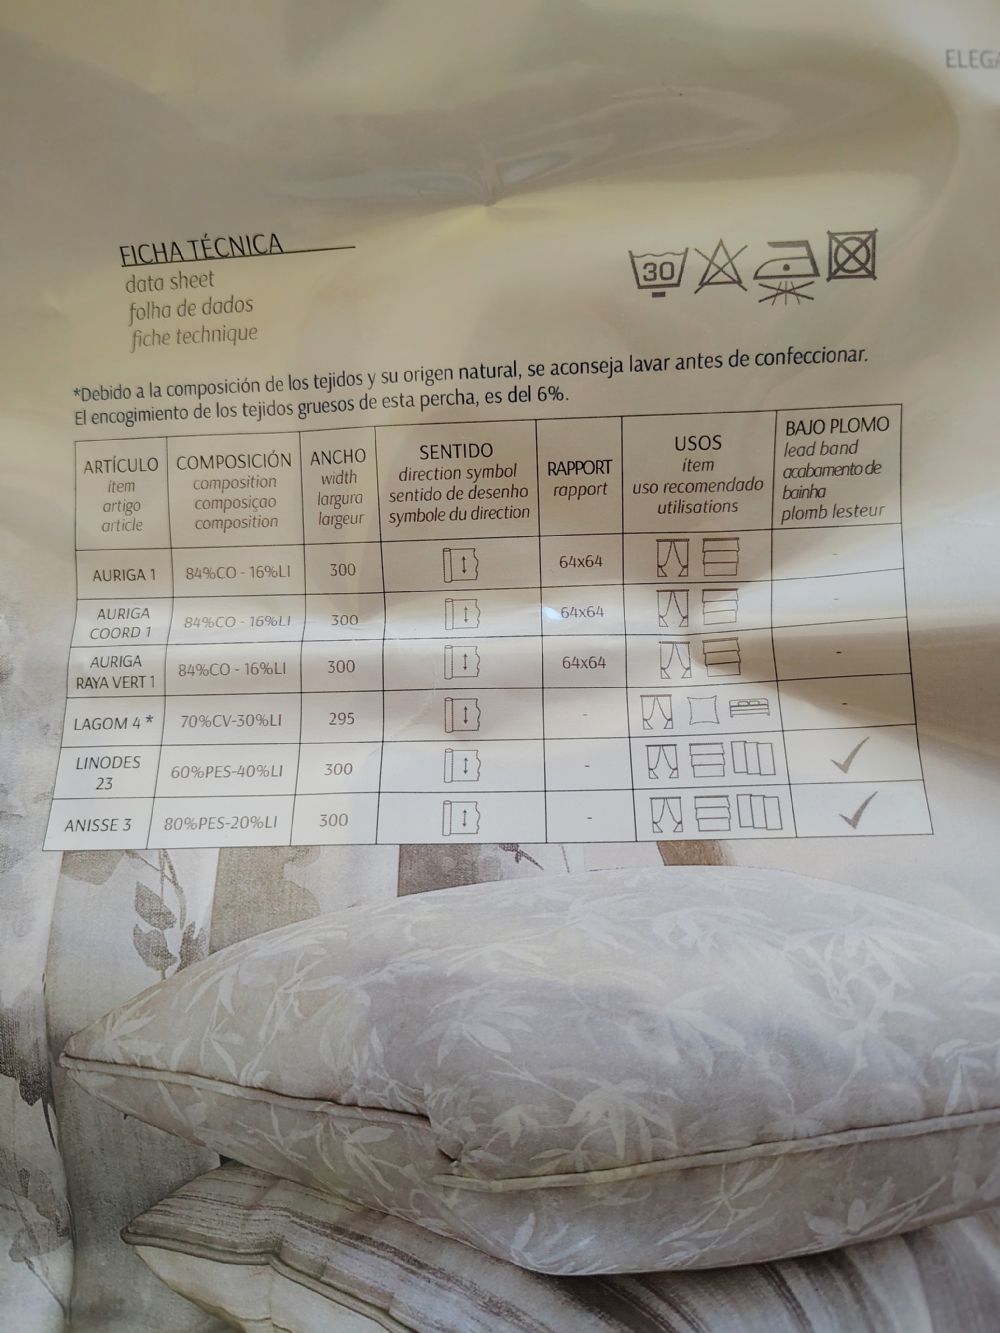 FICHA TÉCNICA
data sheet
folha de dados
fiche technique
30
*Debido a la composición de los tejidos y su origen natural, se aconseja lavar antes de confeccionar.
El encogimiento de los tejidos gruesos de esta percha, es del 6%.
ARTÍCULO
ítem
artigo
article
COMPOSICIÓN
composition
composiçao
composition
ANCHO
width
largura
largeur
SENTIDO
direction symbol
sentido de desenho
symbole du direction
RAPPORT
rapport
USOS
ítem
uso recomendado
utilisations
BAJO PLOMO
lead band
acabamento de
bainha
plomb lesteur
AURIGA 1 84%CO - 16%LI 300 64x64 -
AURIGA
COORD 1 84%CO - 16%LI 300 64x64 -
AURIGA
RAYA VERT 1 84%CO - 16%LI 300 64x64 -
LAGOM 4 * 70%CV-30%LI 295 - -
LINODES
23 60%PES-40%LI 300 - ✓
ANISSE 3 80%PES-20%LI 300 - ✓